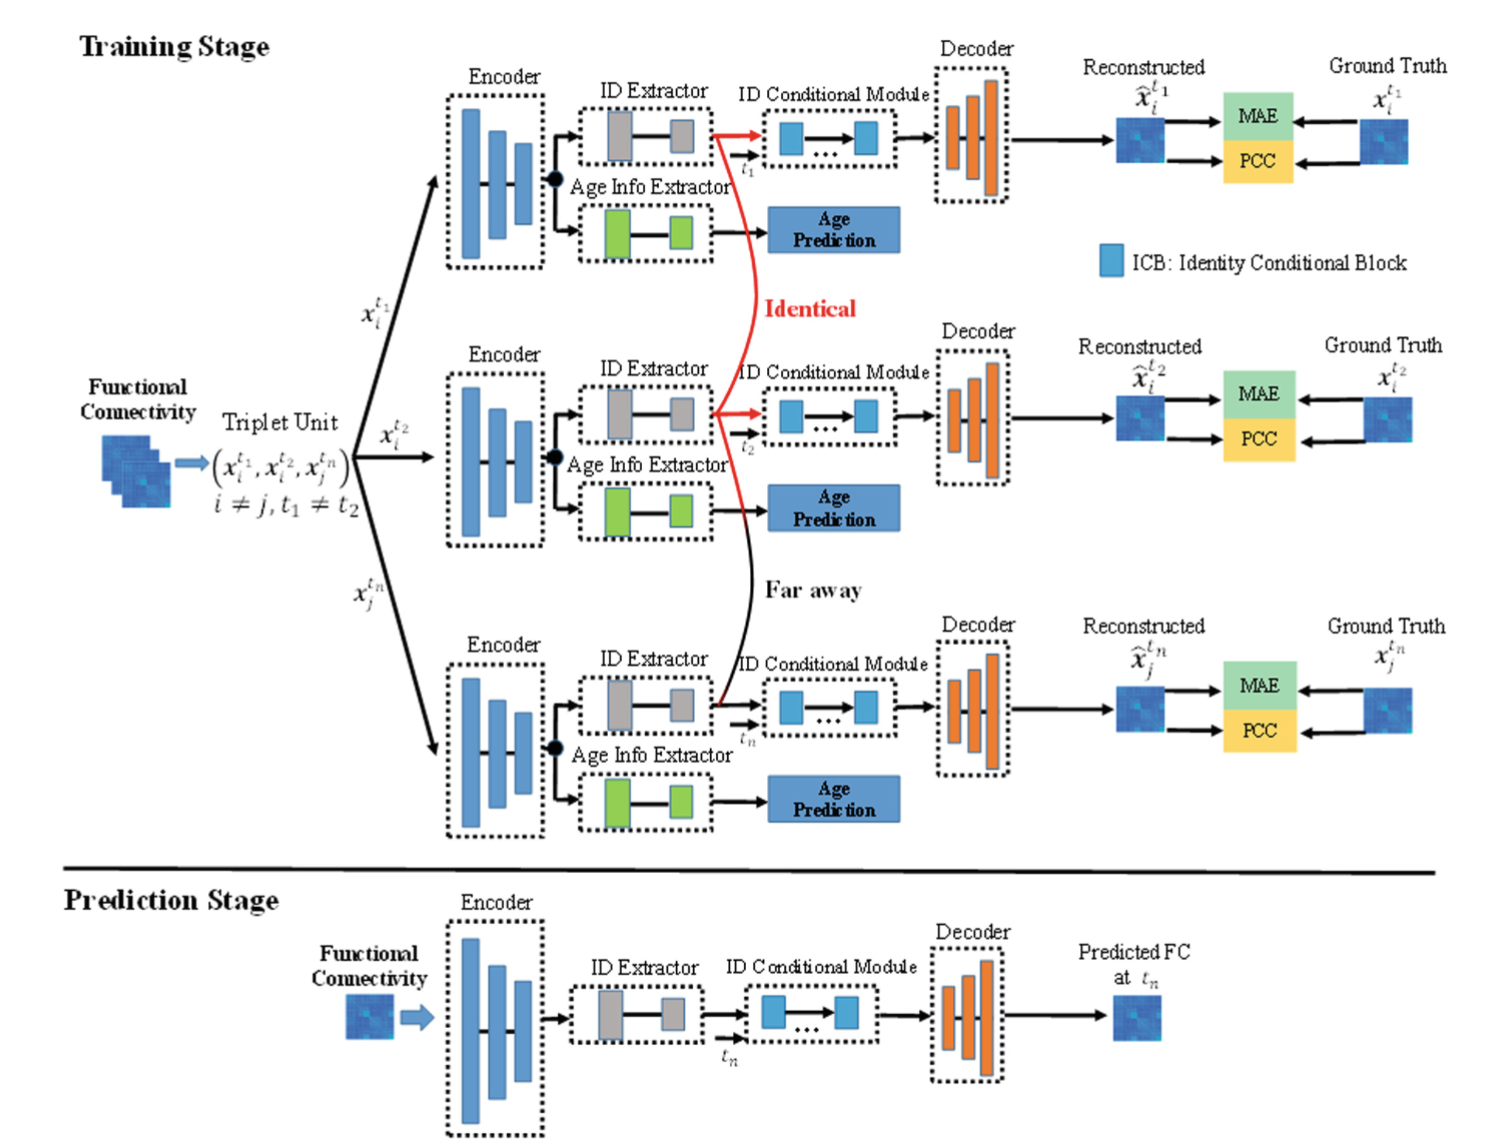 Training Stage
Encoder
ID Extractor
ID Conditional Module
Decoder
Reconstructed
x̂_i^{t_1}
Ground Truth
x_i^{t_1}
MAE
PCC
t_1
Age Info Extractor
Age
Prediction
ICB: Identity Conditional Block
x_i^{t_1}
Identical
Encoder
ID Extractor
ID Conditional Module
Decoder
Reconstructed
x̂_i^{t_2}
Ground Truth
x_i^{t_2}
MAE
PCC
t_2
Functional
Connectivity
Triplet Unit
(x_i^{t_1}, x_i^{t_2}, x_j^{t_n})
i ≠ j, t_1 ≠ t_2
x_i^{t_2}
Age Info Extractor
Age
Prediction
x_j^{t_n}
Far away
Encoder
ID Extractor
ID Conditional Module
Decoder
Reconstructed
x̂_j^{t_n}
Ground Truth
x_j^{t_n}
MAE
PCC
t_n
Age Info Extractor
Age
Prediction
Prediction Stage
Encoder
Functional
Connectivity
ID Extractor
ID Conditional Module
Decoder
Predicted FC
at t_n
...
t_n